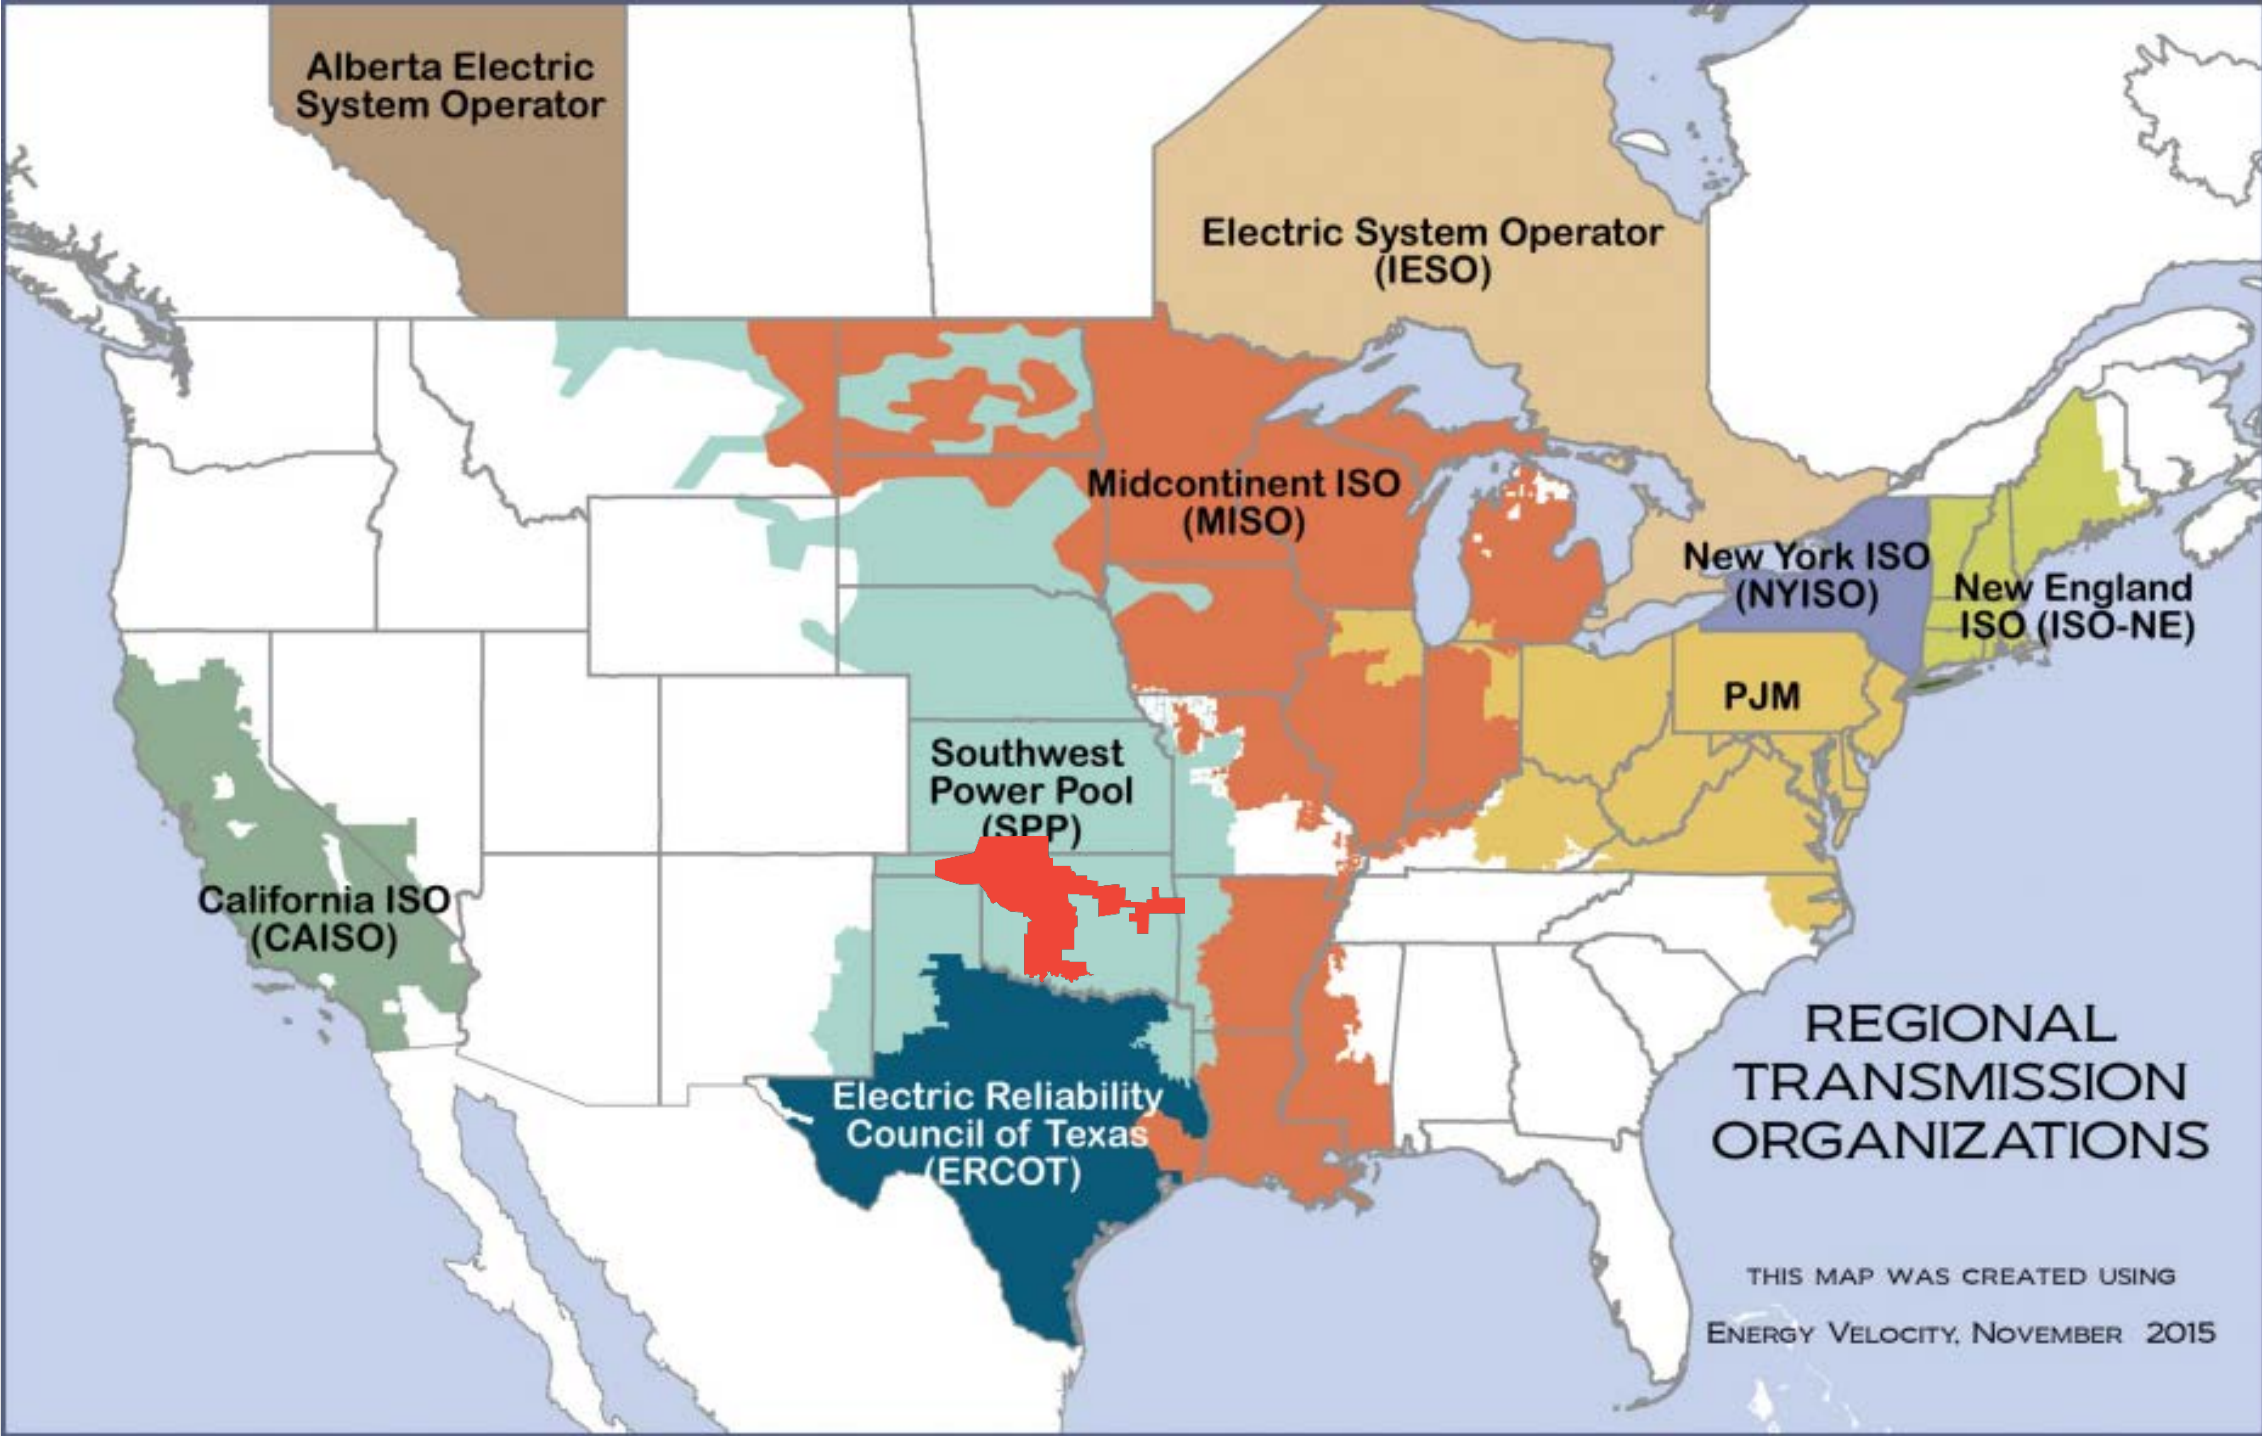 Alberta Electric
System Operator
Electric System Operator
(IESO)
Midcontinent ISO
(MISO)
New York ISO
(NYISO)
New England
ISO (ISO-NE)
PJM
Southwest
Power Pool
(SPP)
California ISO
(CAISO)
Electric Reliability
Council of Texas
(ERCOT)
REGIONAL
TRANSMISSION
ORGANIZATIONS
THIS MAP WAS CREATED USING
ENERGY VELOCITY, NOVEMBER 2015